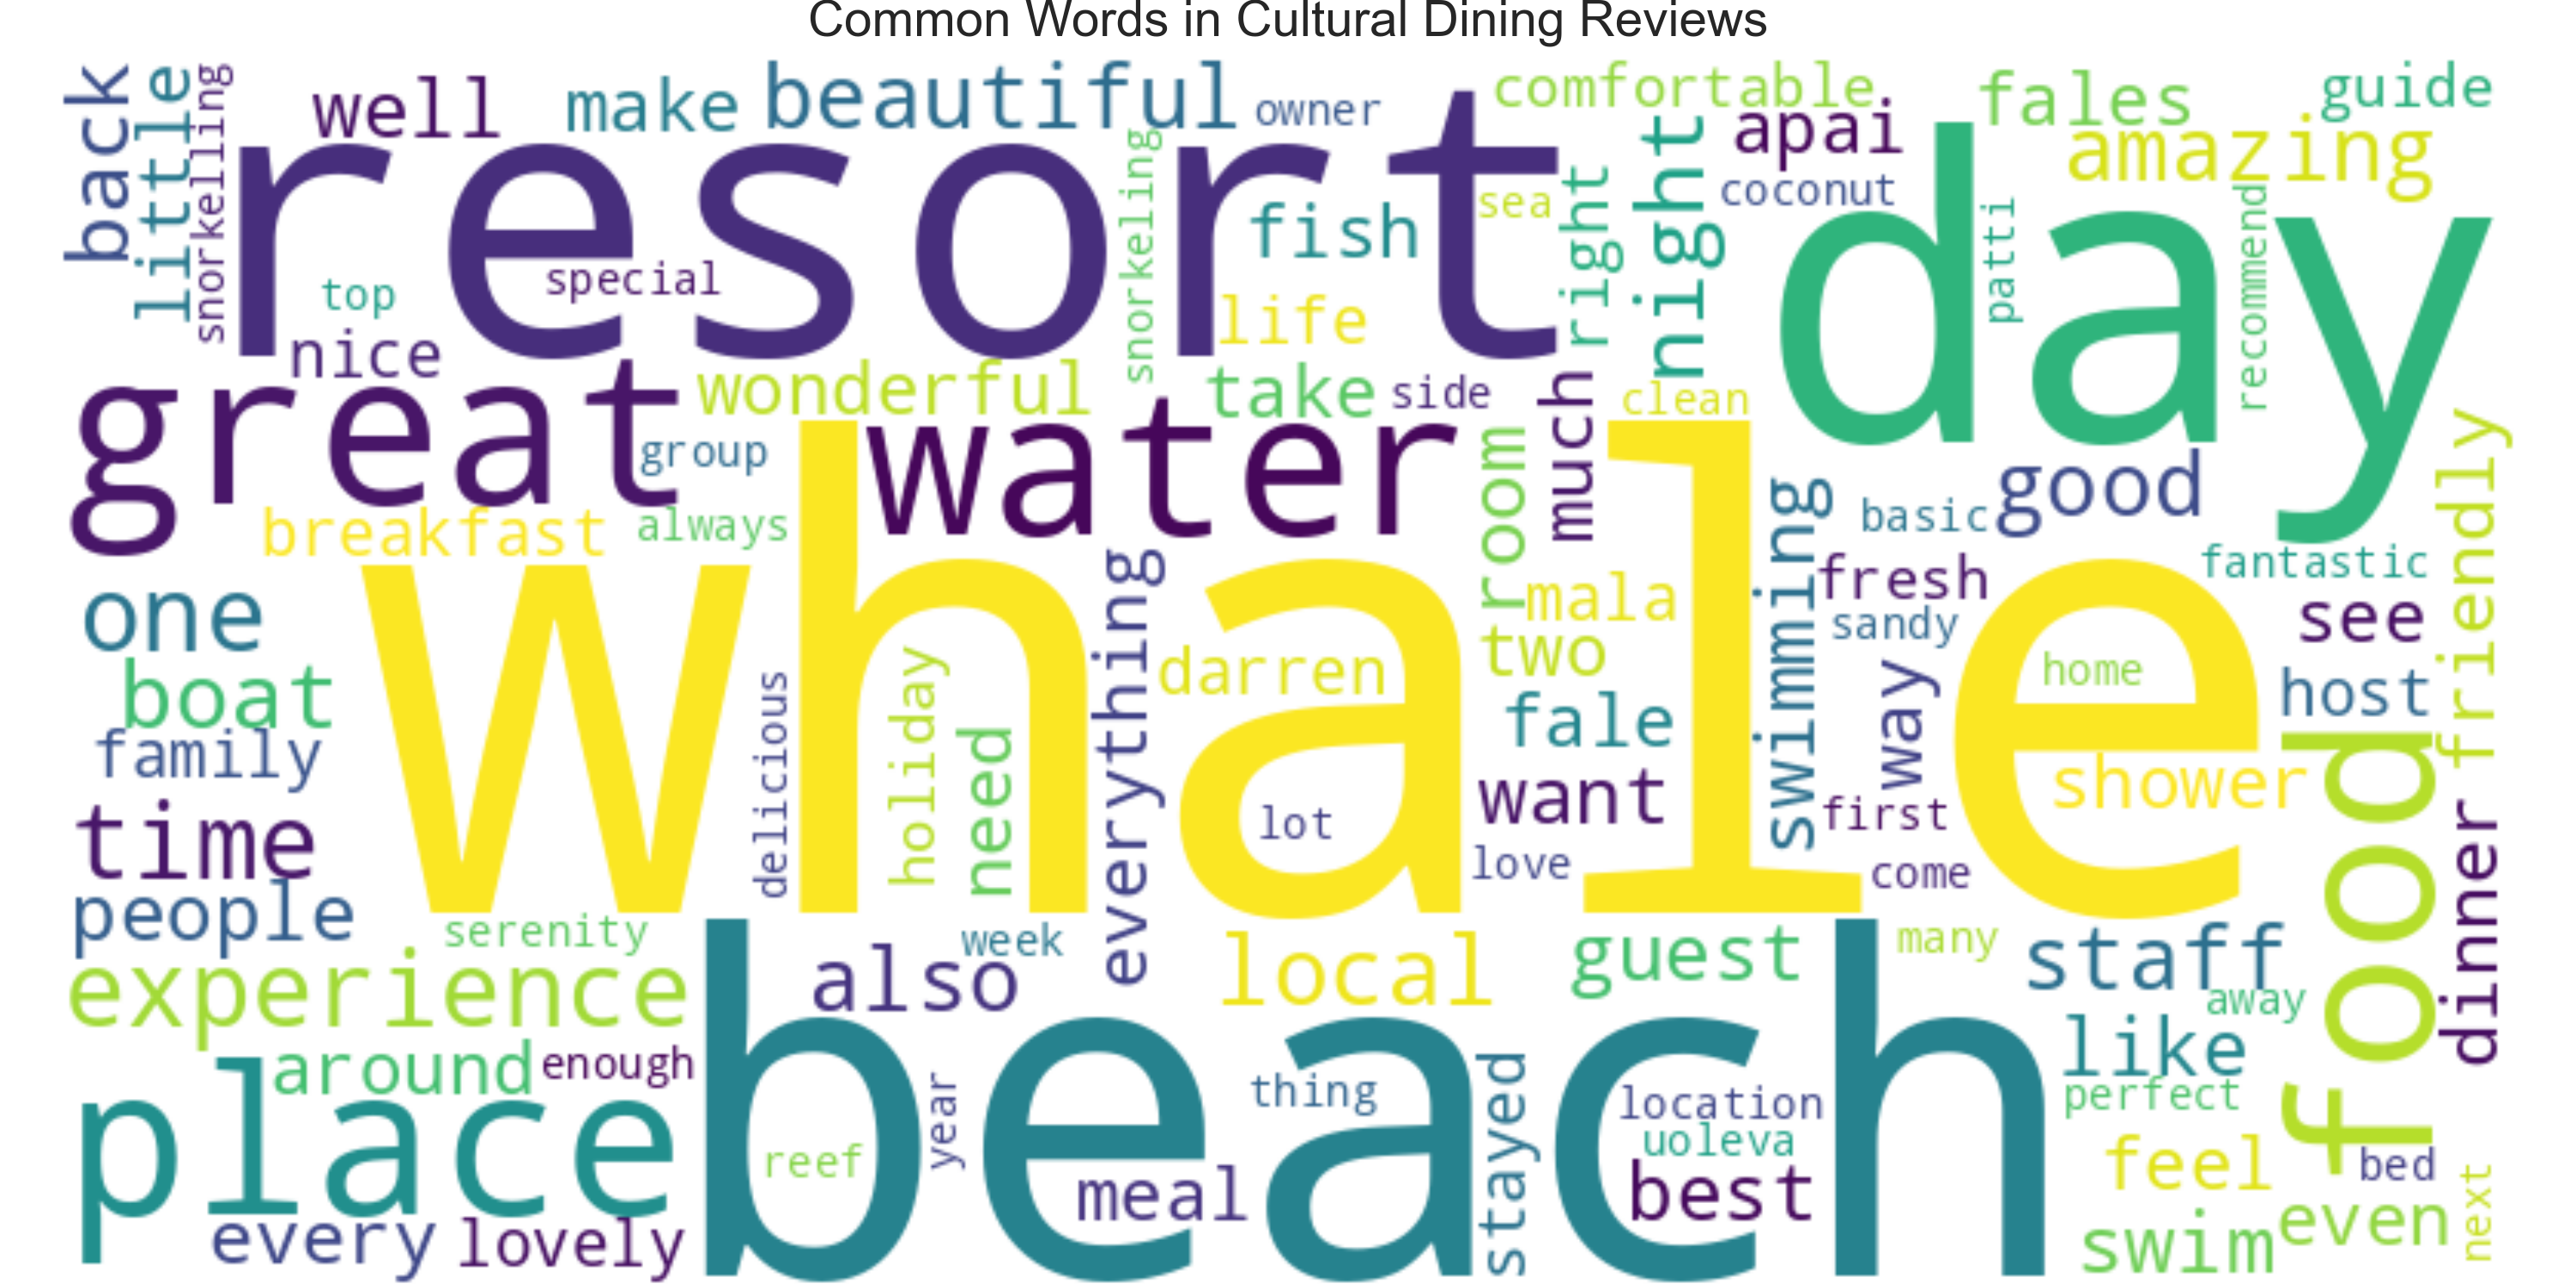 Common Words in Cultural Dining Reviews
back
little
snorkelling
well
make
beautiful
owner
comfortable
fales
guide
apai
amazing
resort
night
coconut
day
sea
right
fish
snorkeling
patti
recommend
special
top
life
nice
great
wonderful
take
side
much
clean
group
water
room
good
friendly
breakfast
always
swimming
basic
whale
everything
fresh
fantastic
one
mala
sandy
see
two
way
boat
delicious
holiday
darren
home
host
family
need
fale
shower
food
time
lot
want
first
dinner
love
come
people
serenity
week
local
guest
many
staff
experience
also
away
around
enough
beach
like
place
year
thing
stayed
location
perfect
reef
uoleva
feel
bed
meal
best
every
lovely
swim
even
next